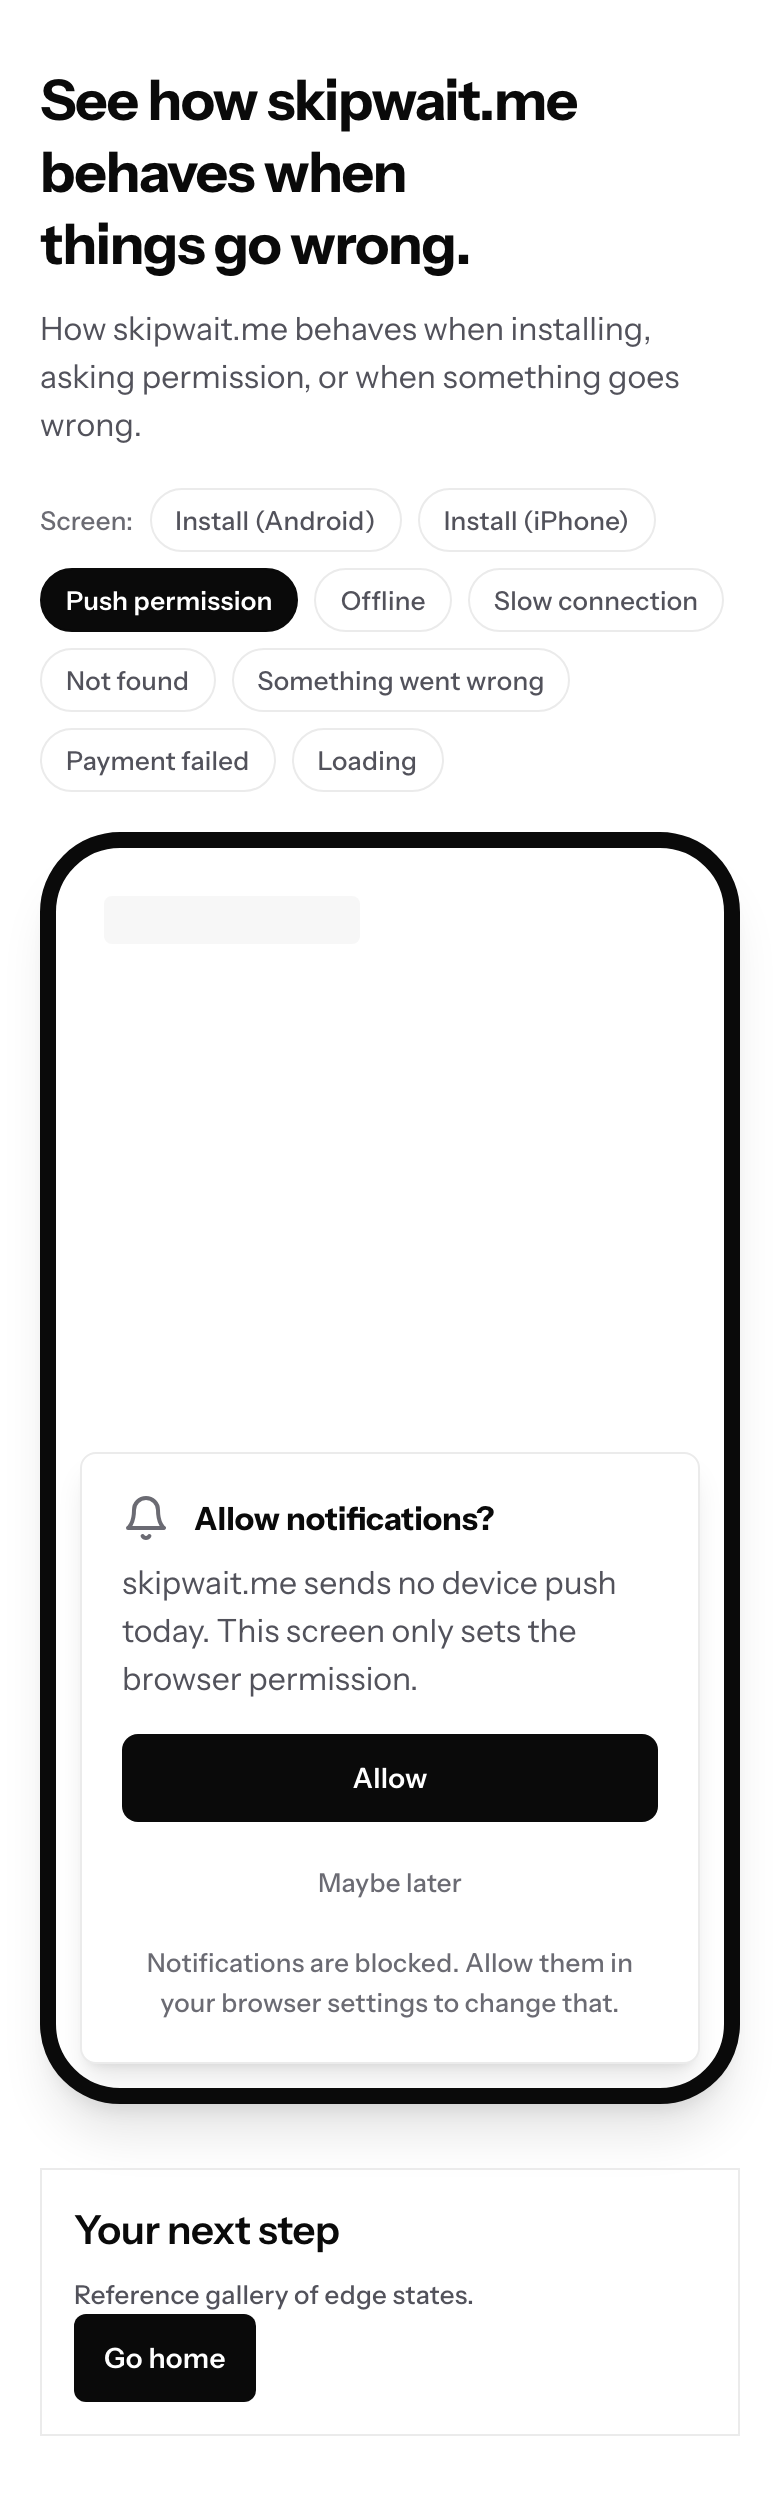 See how skipwait.me
behaves when
things go wrong.
How skipwait.me behaves when installing,
asking permission, or when something goes
wrong.
Screen: Install (Android) Install (iPhone)
Push permission Offline Slow connection
Not found Something went wrong
Payment failed Loading
Allow notifications?
skipwait.me sends no device push
today. This screen only sets the
browser permission.
Allow
Maybe later
Notifications are blocked. Allow them in
your browser settings to change that.
Your next step
Reference gallery of edge states.
Go home